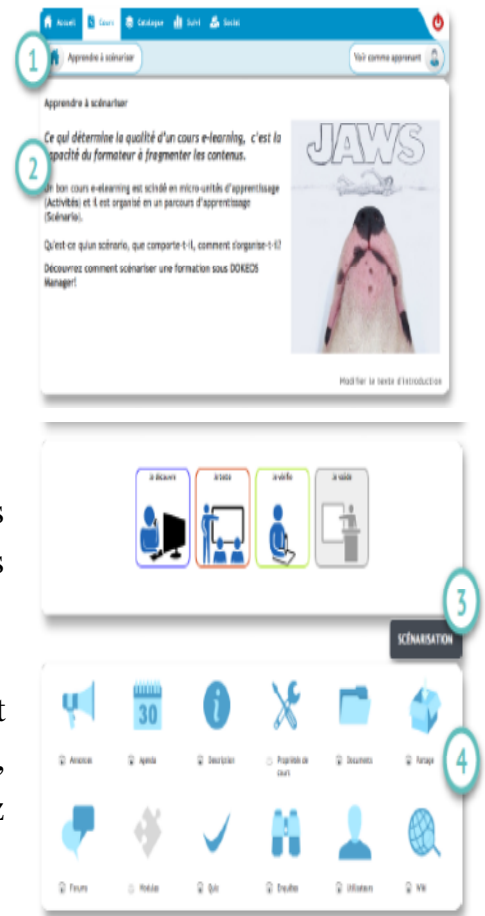 Accueil Cours Catalogue Suivi Social
1
Apprendre à scénariser
Voir comme apprenant
Apprendre à scénariser
Ce qui détermine la qualité d'un cours e-learning, c'est la
capacité du formateur à fragmenter les contenus.
2
Un bon cours e-elearning est scindé en micro-unités d'apprentissage
(Activités) et il est organisé en un parcours d'apprentissage
(Scénario).
Qu'est-ce qu'un scénario, que comporte-t-il, comment s'organise-t-il?
Découvrez comment scénariser une formation sous DOKEOS
Manager!
JAWS
Modifier le texte d'introduction
s
s
t
,
z
Je découvre
Je teste
Je vérifie
Je valide
3
SCÉNARISATION
30
Annonces
Agenda
Description
Propriétés de
cours
Documents
Partage
4
Forums
Modules
Quiz
Enquêtes
Utilisateurs
Wiki